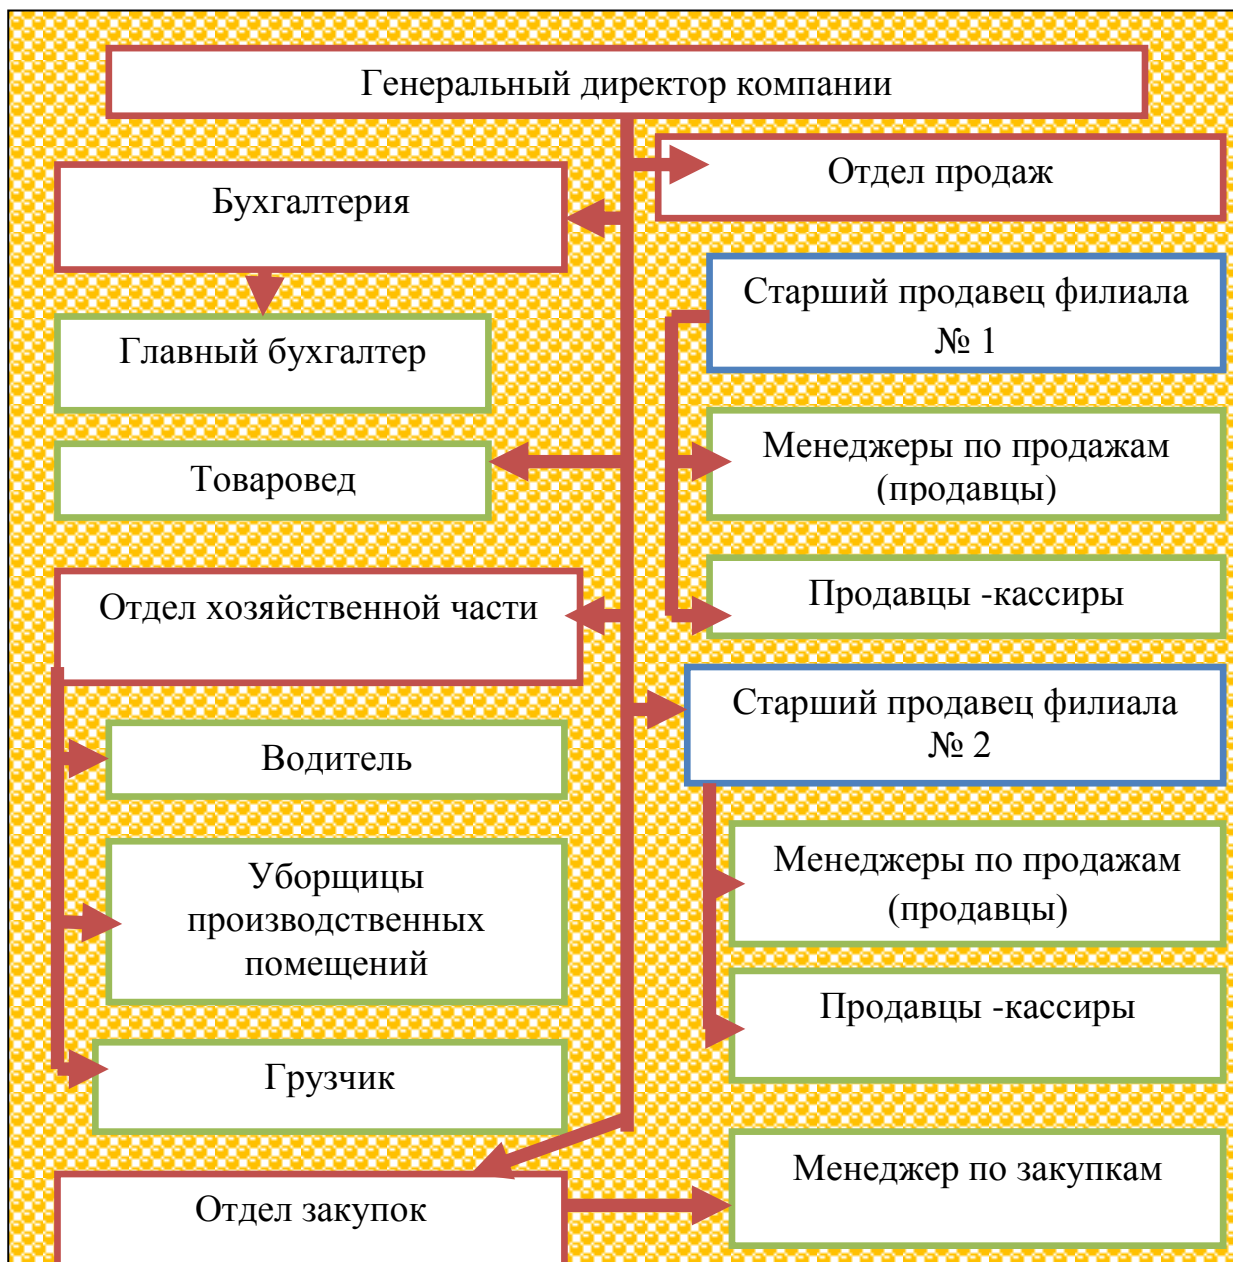 Генеральный директор компании
Отдел продаж
Бухгалтерия
Старший продавец филиала
№ 1
Главный бухгалтер
Менеджеры по продажам
(продавцы)
Товаровед
Продавцы -кассиры
Отдел хозяйственной части
Старший продавец филиала
№ 2
Водитель
Менеджеры по продажам
(продавцы)
Уборщицы
производственных
помещений
Продавцы -кассиры
Грузчик
Менеджер по закупкам
Отдел закупок